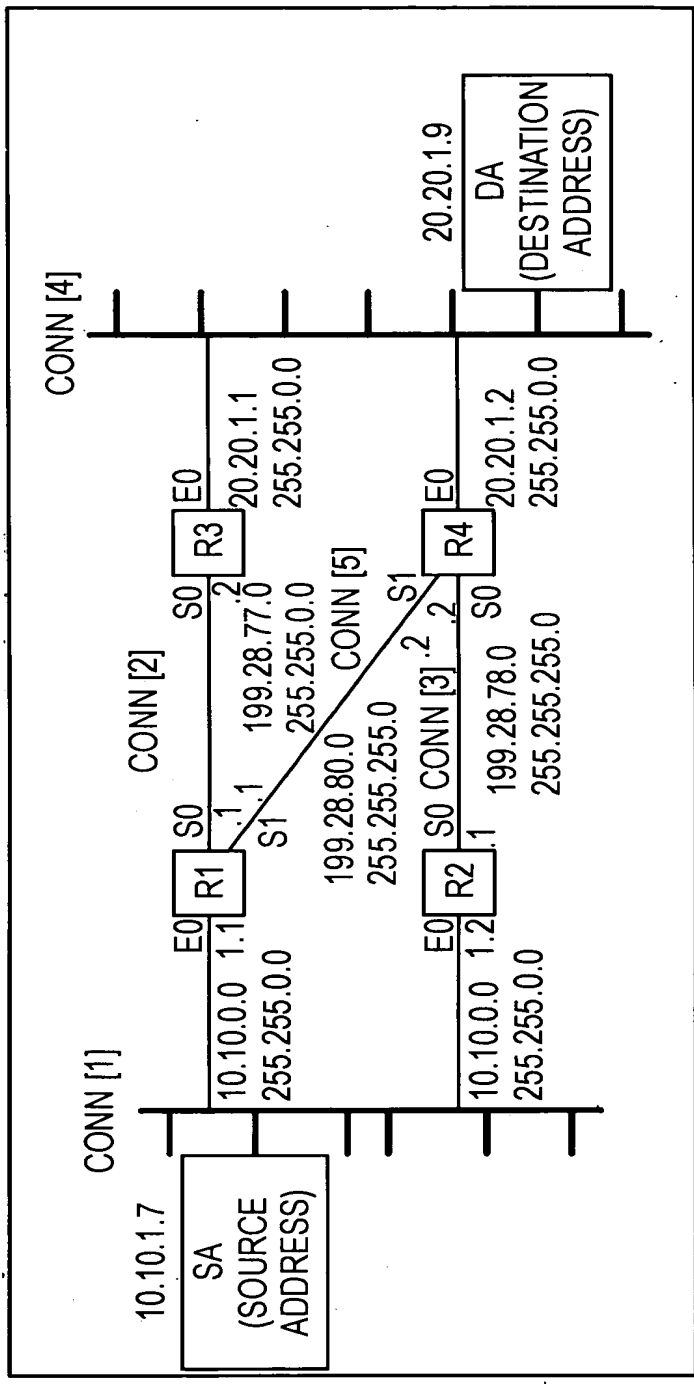 CONN [1]
10.10.1.7
SA
(SOURCE
ADDRESS)
E0
1.1
10.10.0.0
255.255.0.0
R1
S0
.1
.1
S1
CONN [2]
S0
.2
R3
E0
20.20.1.1
255.255.0.0
199.28.77.0
255.255.0.0
CONN [4]
CONN [5]
199.28.80.0
255.255.255.0
CONN [3]
S1
.2
.2
S0
R4
E0
20.20.1.2
255.255.0.0
E0
1.2
10.10.0.0
255.255.0.0
R2
S0
.1
199.28.78.0
255.255.255.0
20.20.1.9
DA
(DESTINATION
ADDRESS)